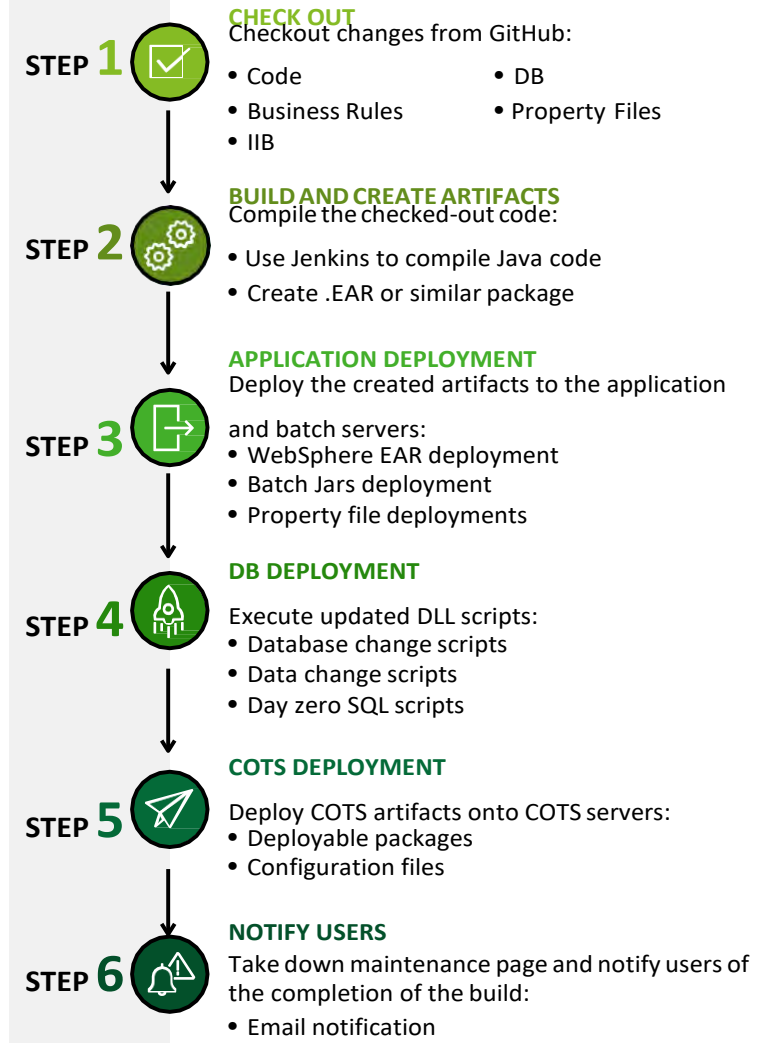 CHECK OUT
STEP 1
Checkout changes from GitHub:
• Code
• DB
• Business Rules
• Property Files
• IIB
BUILD AND CREATE ARTIFACTS
STEP 2
Compile the checked-out code:
• Use Jenkins to compile Java code
• Create .EAR or similar package
APPLICATION DEPLOYMENT
Deploy the created artifacts to the application
STEP 3
and batch servers:
• WebSphere EAR deployment
• Batch Jars deployment
• Property file deployments
DB DEPLOYMENT
STEP 4
Execute updated DLL scripts:
• Database change scripts
• Data change scripts
• Day zero SQL scripts
COTS DEPLOYMENT
STEP 5
Deploy COTS artifacts onto COTS servers:
• Deployable packages
• Configuration files
NOTIFY USERS
STEP 6
Take down maintenance page and notify users of
the completion of the build:
• Email notification